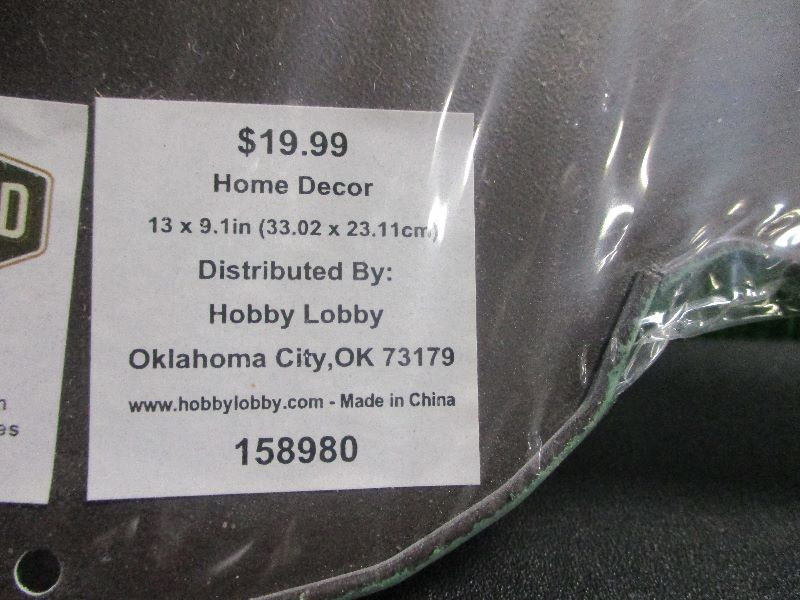 $19.99
Home Decor
13 x 9.1in (33.02 x 23.11cm)
Distributed By:
Hobby Lobby
Oklahoma City,OK 73179
www.hobbylobby.com - Made in China
158980
D